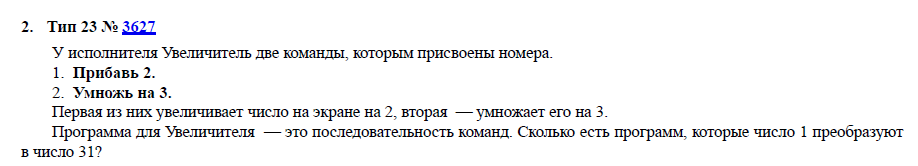 2. Тип 23 № 3627
У исполнителя Увеличитель две команды, которым присвоены номера.
1. Прибавь 2.
2. Умножь на 3.
Первая из них увеличивает число на экране на 2, вторая — умножает его на 3.
Программа для Увеличителя — это последовательность команд. Сколько есть программ, которые число 1 преобразуют
в число 31?